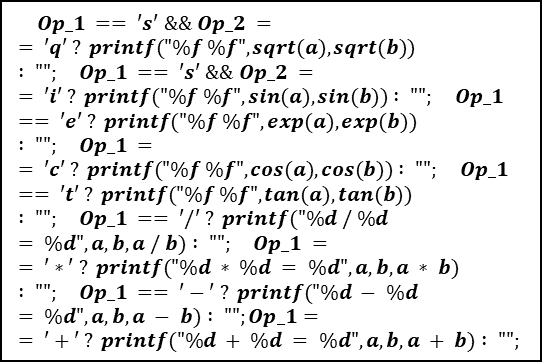 Op_1 == 's' && Op_2 =
= 'q' ? printf("%f %f", sqrt(a), sqrt(b))
: ""; Op_1 == 's' && Op_2 =
= 'i' ? printf("%f %f", sin(a), sin(b)) : ""; Op_1
== 'e' ? printf("%f %f", exp(a), exp(b))
: ""; Op_1 =
= 'c' ? printf("%f %f", cos(a), cos(b)) : ""; Op_1
== 't' ? printf("%f %f", tan(a), tan(b))
: ""; Op_1 == '/' ? printf("%d / %d
= %d", a, b, a / b) : ""; Op_1 =
= ' * ' ? printf("%d * %d = %d", a, b, a * b)
: ""; Op_1 == ' − ' ? printf("%d − %d
= %d", a, b, a − b) : ""; Op_1 =
= ' + ' ? printf("%d + %d = %d", a, b, a + b) : "";